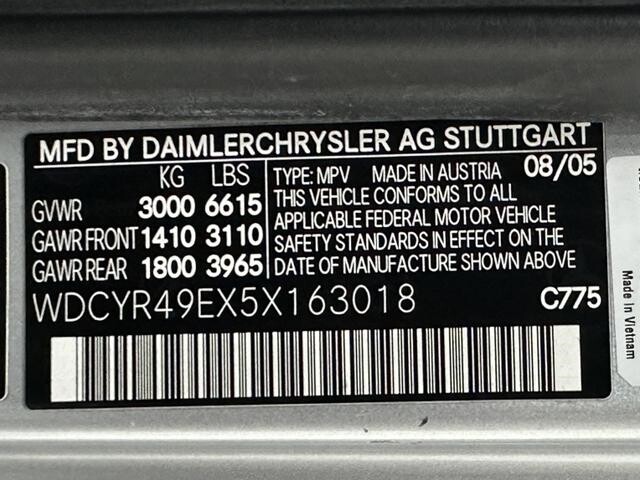 MFD BY DAIMLERCHRYSLER AG STUTTGART
KG LBS
GVWR 3000 6615
GAWR FRONT 1410 3110
GAWR REAR 1800 3965
TYPE: MPV MADE IN AUSTRIA 08/05
THIS VEHICLE CONFORMS TO ALL
APPLICABLE FEDERAL MOTOR VEHICLE
SAFETY STANDARDS IN EFFECT ON THE
DATE OF MANUFACTURE SHOWN ABOVE
WDCYR49EX5X163018 C775
Made in Vietnam